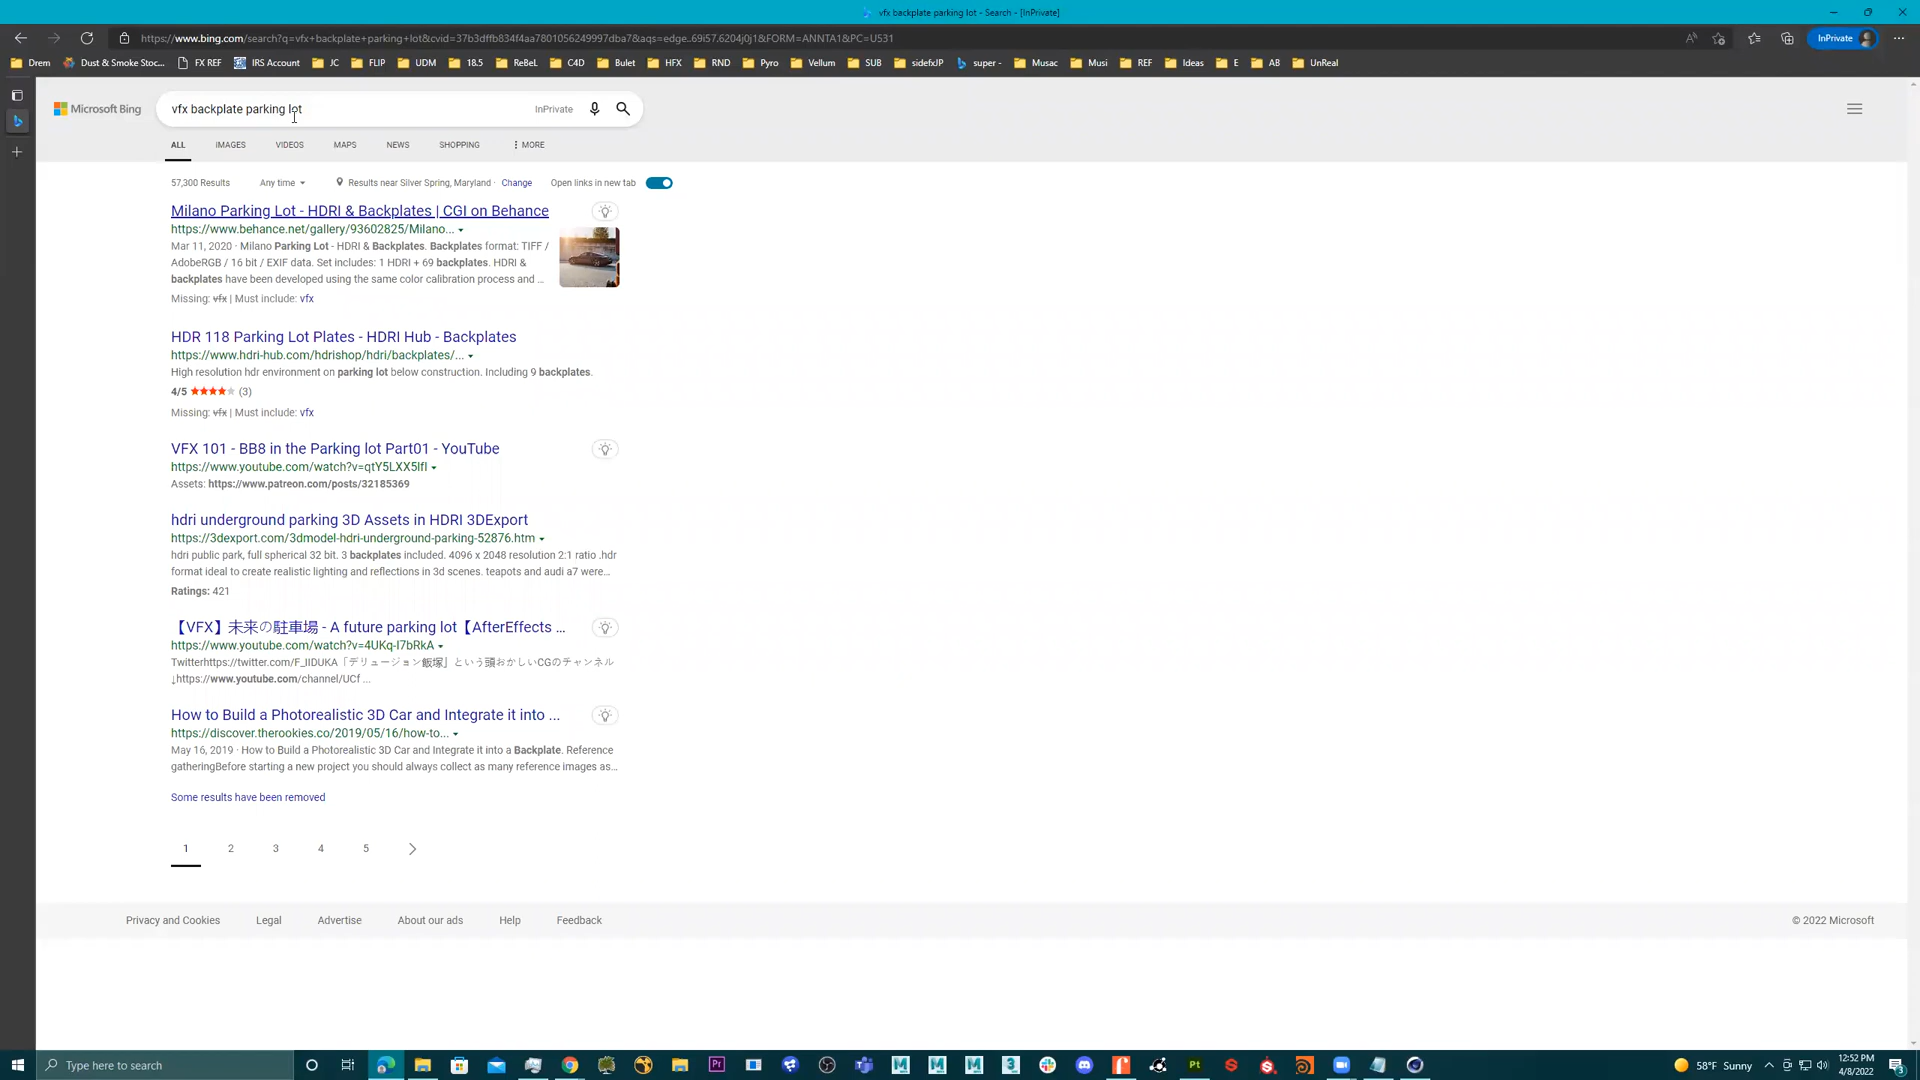 vfx backplate parking lot - Search - [InPrivate]
https://www.bing.com/search?q=vfx+backplate+parking+lot&cvid=37b3dffb834f4aa7801056249997dba7&aqs=edge..69i57.6204j0j1&FORM=ANNTA1&PC=U531
InPrivate
Drem Dust & Smoke Stoc... FX REF IRS Account JC FLIP UDM 18.5 ReBeL C4D Bulet HFX RND Pyro Vellum SUB sidefxJP super - Musac Musi REF Ideas E AB UnReal
Microsoft Bing
vfx backplate parking lot
InPrivate
ALL IMAGES VIDEOS MAPS NEWS SHOPPING MORE
57,300 Results Any time Results near Silver Spring, Maryland · Change Open links in new tab
Milano Parking Lot - HDRI & Backplates | CGI on Behance
https://www.behance.net/gallery/93602825/Milano...
Mar 11, 2020 · Milano Parking Lot - HDRI & Backplates. Backplates format: TIFF /
AdobeRGB / 16 bit / EXIF data. Set includes: 1 HDRI + 69 backplates. HDRI &
backplates have been developed using the same color calibration process and ...
Missing: vfx | Must include: vfx
HDR 118 Parking Lot Plates - HDRI Hub - Backplates
https://www.hdri-hub.com/hdrishop/hdri/backplates/...
High resolution hdr environment on parking lot below construction. Including 9 backplates.
4/5 (3)
Missing: vfx | Must include: vfx
VFX 101 - BB8 in the Parking lot Part01 - YouTube
https://www.youtube.com/watch?v=qtY5LXX5lfI
Assets: https://www.patreon.com/posts/32185369
hdri underground parking 3D Assets in HDRI 3DExport
https://3dexport.com/3dmodel-hdri-underground-parking-52876.htm
hdri public park, full spherical 32 bit. 3 backplates included. 4096 x 2048 resolution 2:1 ratio .hdr
format ideal to create realistic lighting and reflections in 3d scenes. teapots and audi a7 were...
Ratings: 421
【VFX】未来の駐車場 - A future parking lot【AfterEffects ...
https://www.youtube.com/watch?v=4UKq-I7bRkA
Twitterhttps://twitter.com/F_IIDUKA「デリュージョン飯塚」という頭おかしいCGのチャンネル
↓https://www.youtube.com/channel/UCf ...
How to Build a Photorealistic 3D Car and Integrate it into ...
https://discover.therookies.co/2019/05/16/how-to...
May 16, 2019 · How to Build a Photorealistic 3D Car and Integrate it into a Backplate. Reference
gatheringBefore starting a new project you should always collect as many reference images as...
Some results have been removed
1 2 3 4 5
Privacy and Cookies Legal Advertise About our ads Help Feedback © 2022 Microsoft
Type here to search
58°F Sunny
12:52 PM
4/8/2022